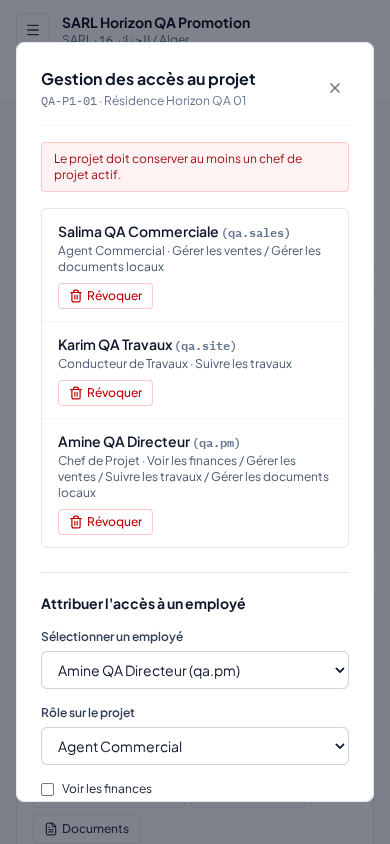 SARL Horizon QA Promotion
Gestion des accès au projet
QA-P1-01 · Résidence Horizon QA 01
Le projet doit conserver au moins un chef de
projet actif.
Salima QA Commerciale (qa.sales)
Agent Commercial · Gérer les ventes / Gérer les
documents locaux
Révoquer
Karim QA Travaux (qa.site)
Conducteur de Travaux · Suivre les travaux
Révoquer
Amine QA Directeur (qa.pm)
Chef de Projet · Voir les finances / Gérer les
ventes / Suivre les travaux / Gérer les documents
locaux
Révoquer
Attribuer l'accès à un employé
Sélectionner un employé
Amine QA Directeur (qa.pm)
Rôle sur le projet
Agent Commercial
Voir les finances
Documents